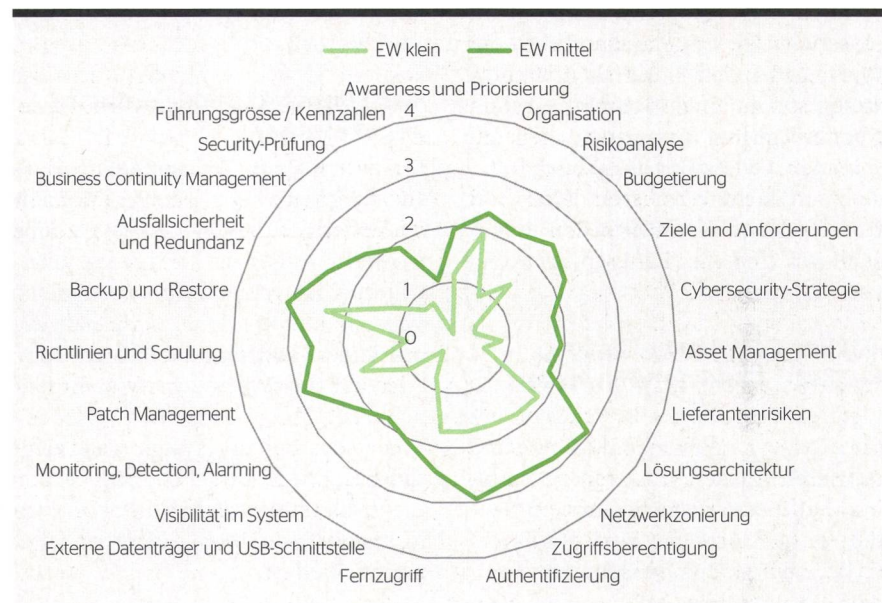 EW klein EW mittel
Awareness und Priorisierung
Führungsgrösse / Kennzahlen 4 Organisation
Security-Prüfung Risikoanalyse
Business Continuity Management 3 Budgetierung
Ausfallsicherheit
und Redundanz 2 Ziele und Anforderungen
Backup und Restore 1 Cybersecurity-Strategie
Richtlinien und Schulung 0 Asset Management
Patch Management Lieferantenrisiken
Monitoring, Detection, Alarming Lösungsarchitektur
Visibilität im System Netzwerkzonierung
Externe Datenträger und USB-Schnittstelle Zugriffsberechtigung
Fernzugriff Authentifizierung